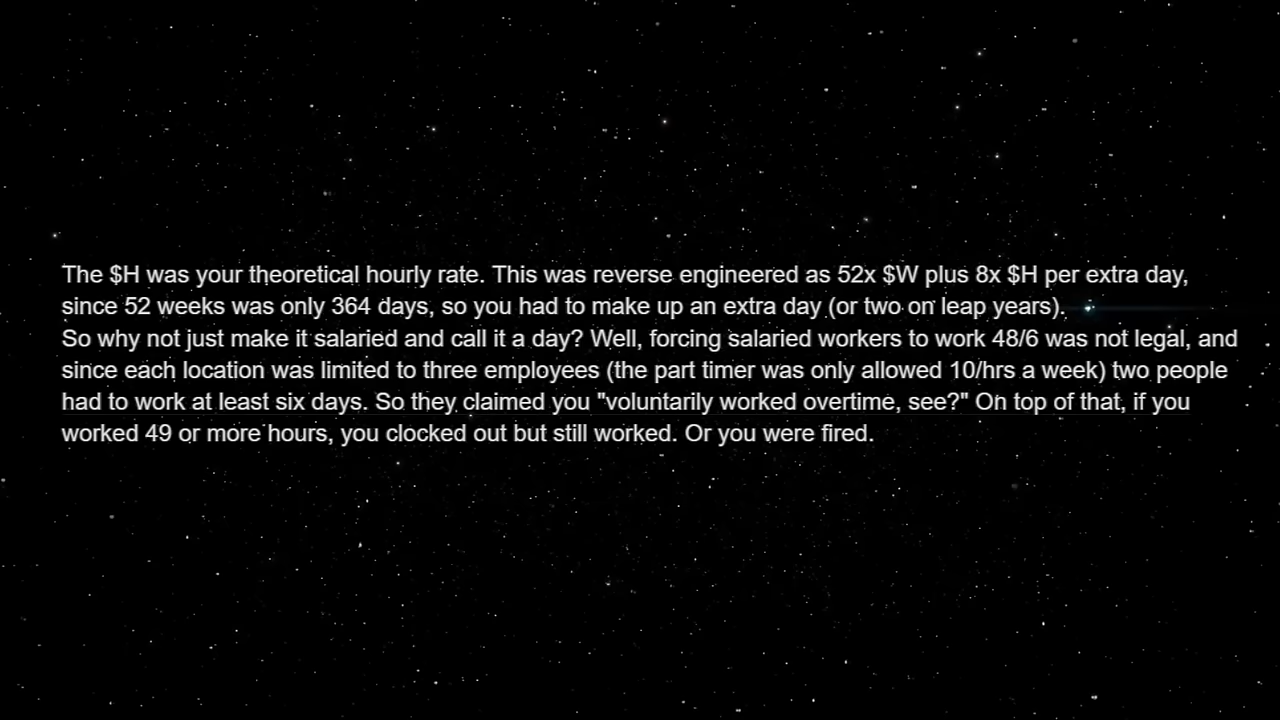 The $H was your theoretical hourly rate. This was reverse engineered as 52x $W plus 8x $H per extra day,
since 52 weeks was only 364 days, so you had to make up an extra day (or two on leap years).
So why not just make it salaried and call it a day? Well, forcing salaried workers to work 48/6 was not legal, and
since each location was limited to three employees (the part timer was only allowed 10/hrs a week) two people
had to work at least six days. So they claimed you "voluntarily worked overtime, see?" On top of that, if you
worked 49 or more hours, you clocked out but still worked. Or you were fired.